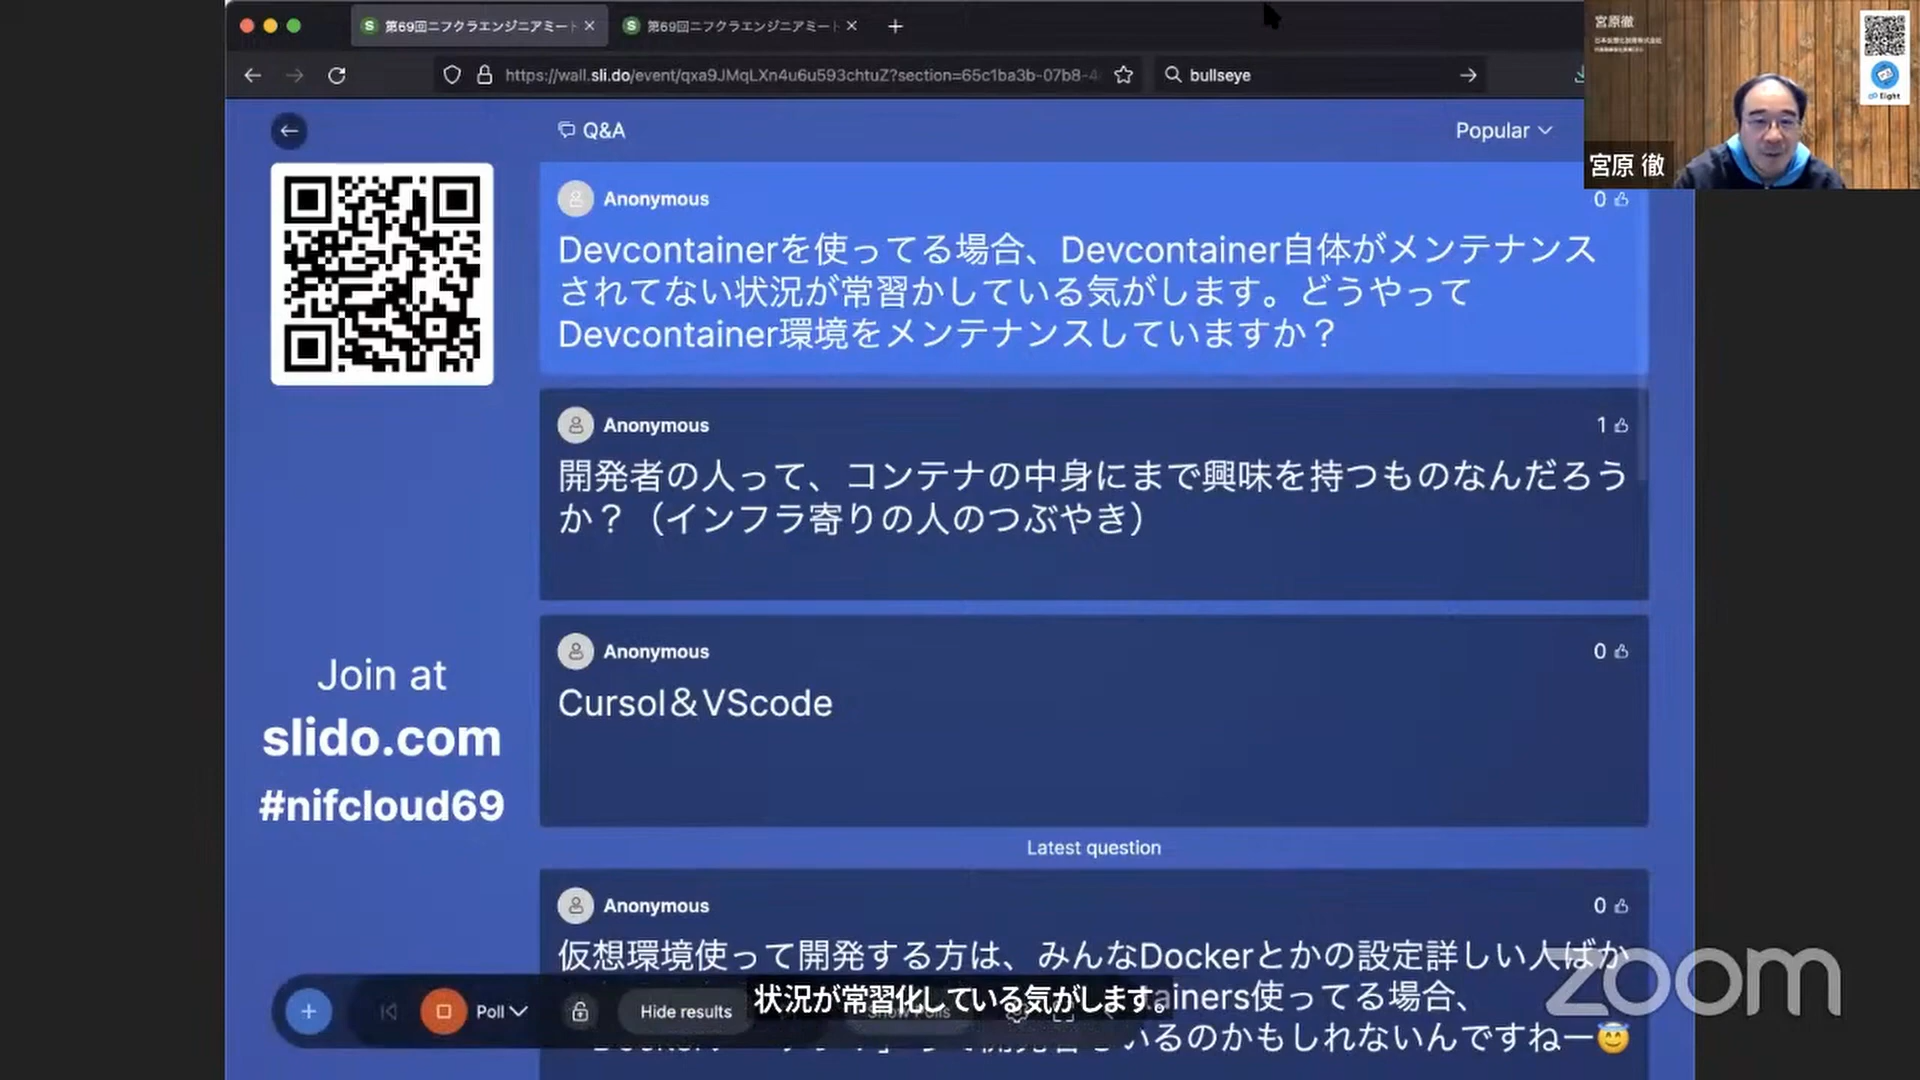 第69回ニフクラエンジニアミート
第69回ニフクラエンジニアミート
https://wall.sli.do/event/qxa9JMqLXn4u6u593chtuZ?section=65c1ba3b-07b8-4
bullseye
宮原徹
Eight
宮原 徹
Q&A
Popular
Anonymous
0
Devcontainerを使ってる場合、Devcontainer自体がメンテナンス
されてない状況が常習かしている気がします。どうやって
Devcontainer環境をメンテナンスしていますか？
Anonymous
1
開発者の人って、コンテナの中身にまで興味を持つものなんだろう
か？（インフラ寄りの人のつぶやき）
Anonymous
0
Cursol＆VScode
Join at
slido.com
#nifcloud69
Latest question
Anonymous
0
仮想環境使って開発する方は、みんなDockerとかの設定詳しい人ばか
ainers使ってる場合、
いるのかもしれないんですねー😇
Poll
Hide results
Show Polls
状況が常習化している気がします。
zoom